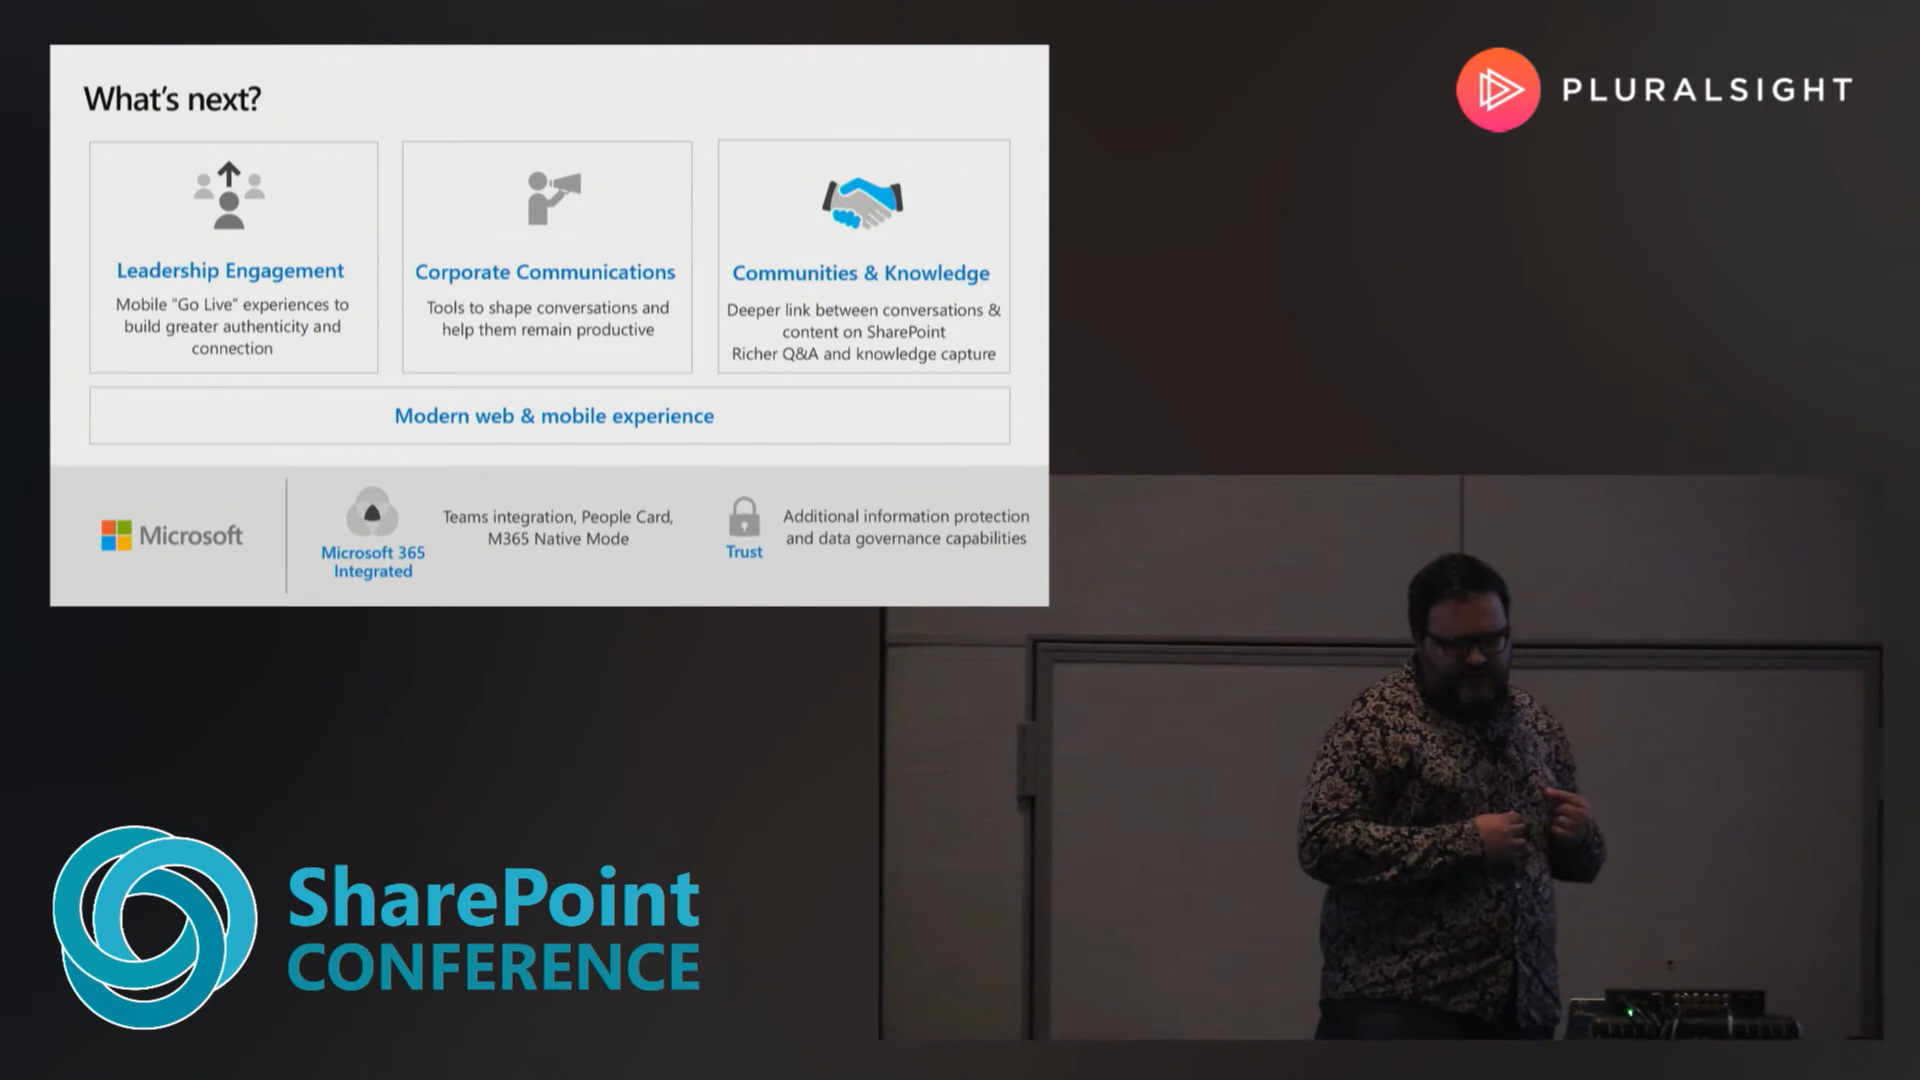 What's next?
Leadership Engagement
Mobile "Go Live" experiences to
build greater authenticity and
connection
Corporate Communications
Tools to shape conversations and
help them remain productive
Communities & Knowledge
Deeper link between conversations &
content on SharePoint
Richer Q&A and knowledge capture
Modern web & mobile experience
Microsoft
Microsoft 365
Integrated
Teams integration, People Card,
M365 Native Mode
Trust
Additional information protection
and data governance capabilities
PLURALSIGHT
SharePoint
CONFERENCE